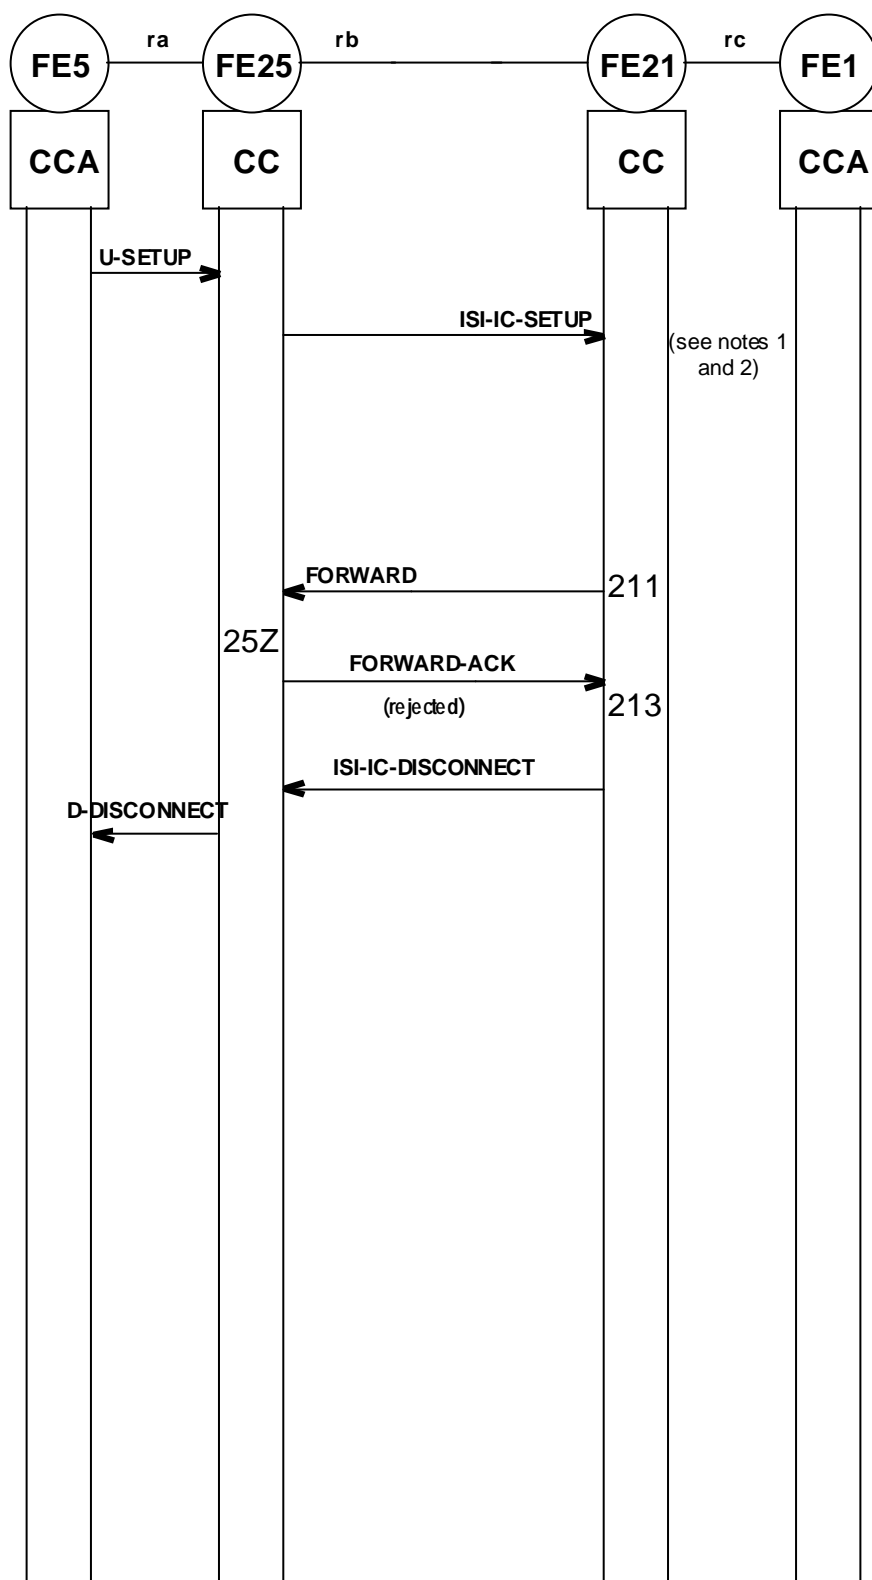 ra rb rc
FE5 FE25 FE21 FE1
CCA CC CC CCA
U-SETUP
ISI-IC-SETUP
(see notes 1
and 2)
FORWARD
211
25Z
FORWARD-ACK
(rejected)
213
ISI-IC-DISCONNECT
D-DISCONNECT